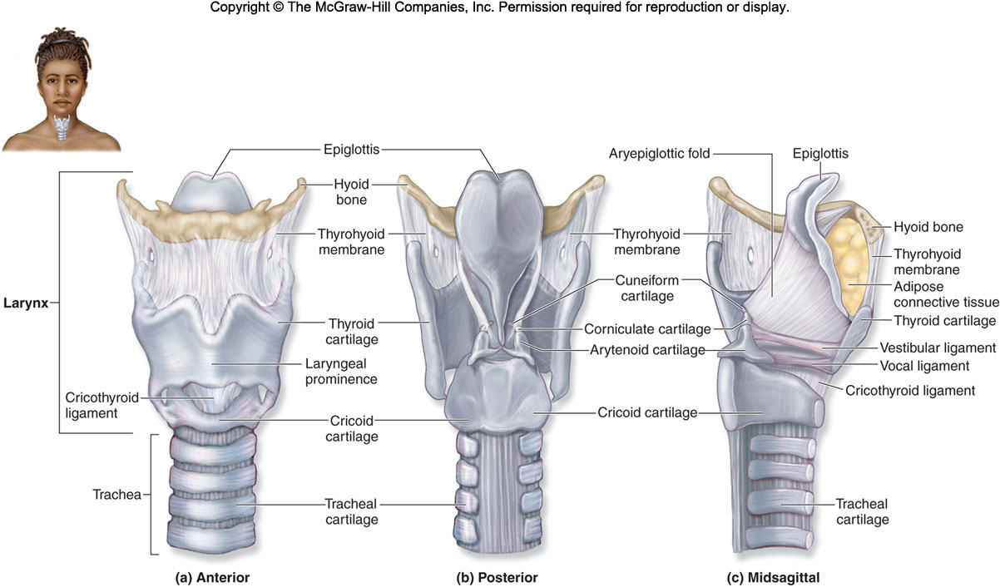 Copyright © The McGraw-Hill Companies, Inc. Permission required for reproduction or display.
Epiglottis
Hyoid
bone
Thyrohyoid
membrane
Larynx
Thyroid
cartilage
Laryngeal
prominence
Cricothyroid
ligament
Cricoid
cartilage
Trachea
Tracheal
cartilage
(a) Anterior
Thyrohyoid
membrane
Cuneiform
cartilage
Corniculate cartilage
Arytenoid cartilage
Cricoid cartilage
(b) Posterior
Aryepiglottic fold
Epiglottis
Hyoid bone
Thyrohyoid
membrane
Adipose
connective tissue
Thyroid cartilage
Vestibular ligament
Vocal ligament
Cricothyroid ligament
Tracheal
cartilage
(c) Midsagittal